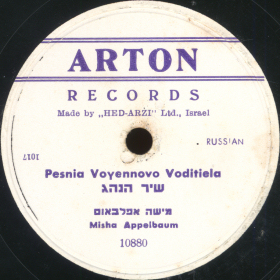 ARTON
RECORDS
Made by „HED-ARZI" Ltd., Israel
RUSSIAN
1017
Pesnia Voyennovo Voditiela
שיר הנהג
מישה אפלבאום
Misha Appelbaum
10880